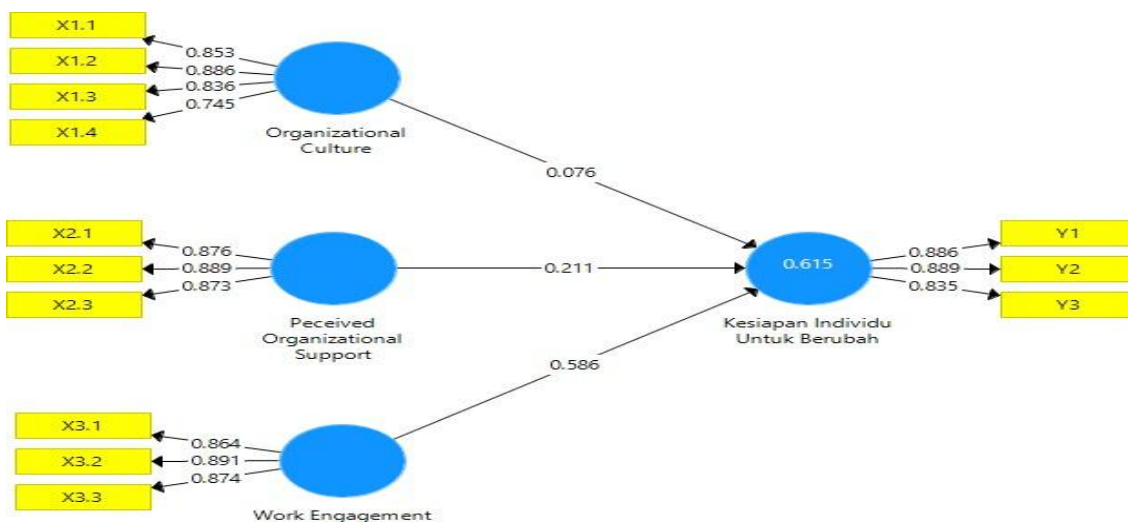 X1.1
X1.2
X1.3
X1.4
0.853
0.886
0.836
0.745
Organizational
Culture
0.076
X2.1
X2.2
X2.3
0.876
0.889
0.873
Peceived
Organizational
Support
0.211
0.615
Kesiapan Individu
Untuk Berubah
0.886
0.889
0.835
Y1
Y2
Y3
0.586
X3.1
X3.2
X3.3
0.864
0.891
0.874
Work Engagement